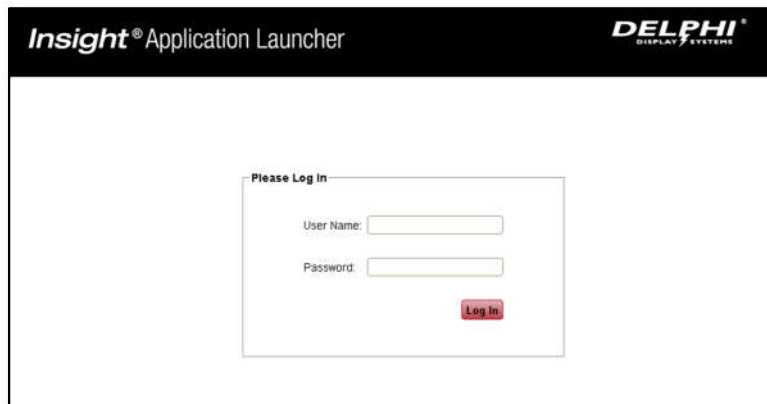 Insight® Application Launcher
DELPHI®
DISPLAY SYSTEMS
Please Log In
User Name:
Password:
Log In